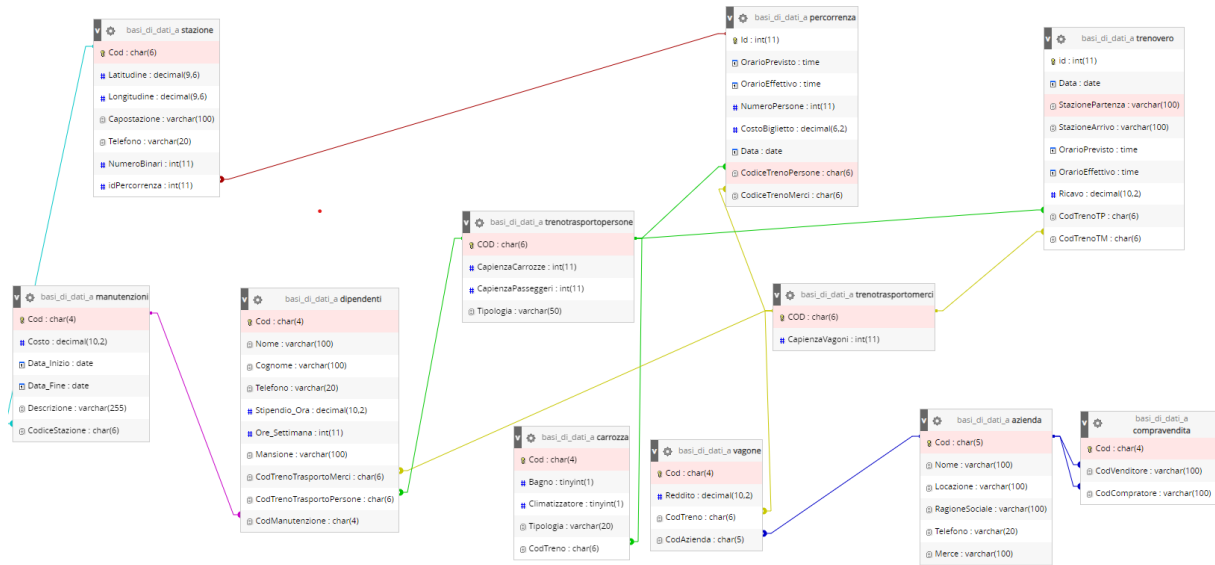 basi_di_dati_a stazione
Cod : char(6)
Latitudine : decimal(9,6)
Longitudine : decimal(9,6)
Capostazione : varchar(100)
Telefono : varchar(20)
NumeroBinari : int(11)
idPercorrenza : int(11)
basi_di_dati_a percorrenza
Id : int(11)
OrarioPrevisto : time
OrarioEffettivo : time
NumeroPersone : int(11)
CostoBiglietto : decimal(6,2)
Data : date
CodiceTrenoPersone : char(6)
CodiceTrenoMerci : char(6)
basi_di_dati_a trenovero
id : int(11)
Data : date
StazionePartenza : varchar(100)
StazioneArrivo : varchar(100)
OrarioPrevisto : time
OrarioEffettivo : time
Ricavo : decimal(10,2)
CodTrenoTP : char(6)
CodTrenoTM : char(6)
basi_di_dati_a trenotrasportopersone
COD : char(6)
CapienzaCarrozze : int(11)
CapienzaPasseggeri : int(11)
Tipologia : varchar(50)
basi_di_dati_a manutenzioni
Cod : char(4)
Costo : decimal(10,2)
Data_Inizio : date
Data_Fine : date
Descrizione : varchar(255)
CodiceStazione : char(6)
basi_di_dati_a dipendenti
Cod : char(4)
Nome : varchar(100)
Cognome : varchar(100)
Telefono : varchar(20)
Stipendio_Ora : decimal(10,2)
Ore_Settimana : int(11)
Mansione : varchar(100)
CodTrenoTrasportoMerci : char(6)
CodTrenoTrasportoPersone : char(6)
CodManutenzione : char(4)
basi_di_dati_a trenotrasportomerci
COD : char(6)
CapienzaVagoni : int(11)
basi_di_dati_a carrozza
Cod : char(4)
Bagno : tinyint(1)
Climatizzatore : tinyint(1)
Tipologia : varchar(20)
CodTreno : char(6)
basi_di_dati_a vagone
Cod : char(4)
Reddito : decimal(10,2)
CodTreno : char(6)
CodAzienda : char(5)
basi_di_dati_a azienda
Cod : char(5)
Nome : varchar(100)
Locazione : varchar(100)
RagioneSociale : varchar(100)
Telefono : varchar(20)
Merce : varchar(100)
basi_di_dati_a
compravendita
Cod : char(4)
CodVenditore : varchar(100)
CodCompratore : varchar(100)